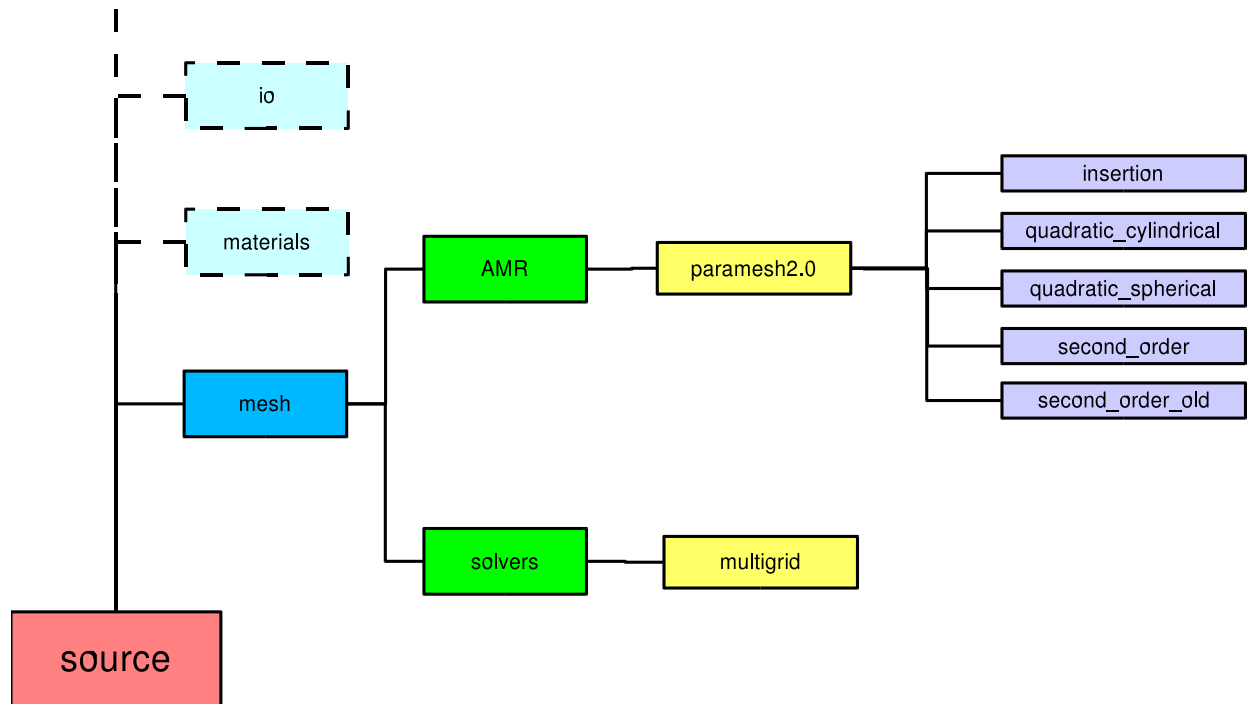 io
materials
mesh
source
AMR
solvers
paramesh2.0
multigrid
insertion
quadratic_cylindrical
quadratic_spherical
second_order
second_order_old